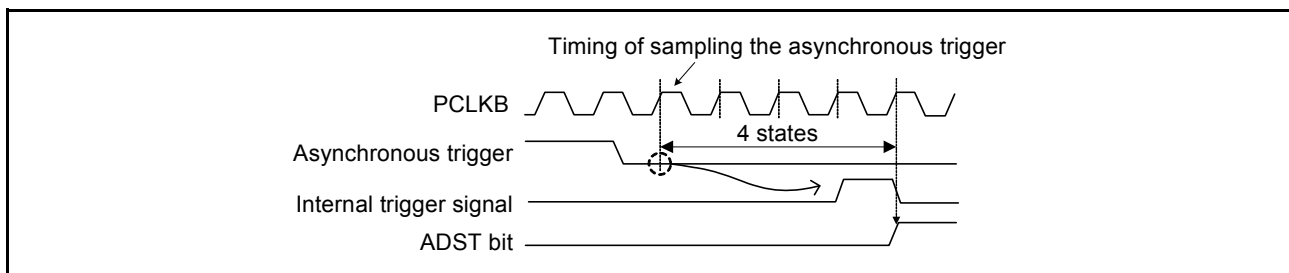 Timing of sampling the asynchronous trigger
PCLKB
4 states
Asynchronous trigger
Internal trigger signal
ADST bit